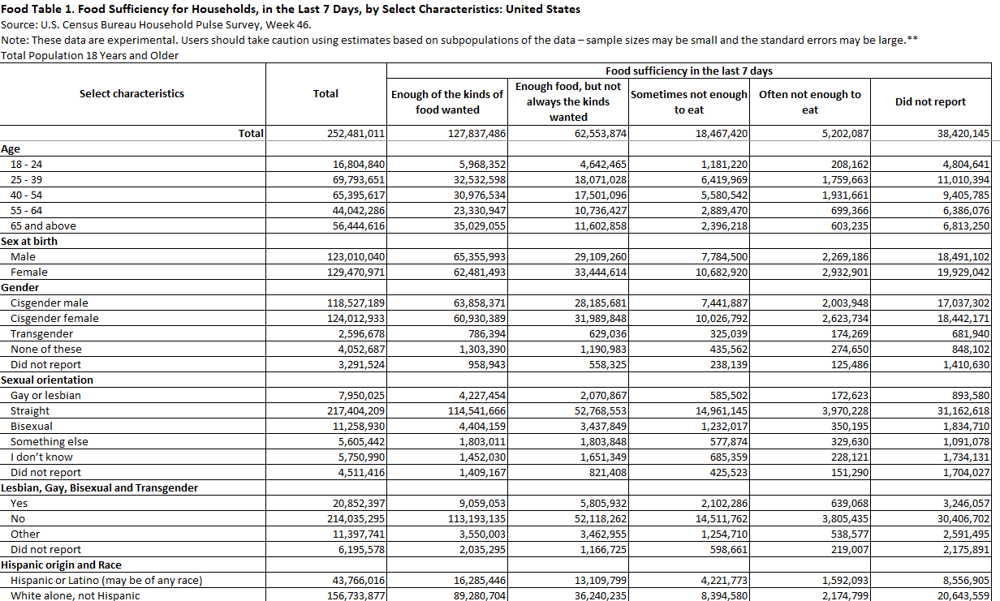 Food Table 1. Food Sufficiency for Households, in the Last 7 Days, by Select Characteristics: United States
Source: U.S. Census Bureau Household Pulse Survey, Week 46.
Note: These data are experimental. Users should take caution using estimates based on subpopulations of the data – sample sizes may be small and the standard errors may be large.**
Total Population 18 Years and Older
Select characteristics Total Food sufficiency in the last 7 days
Enough of the kinds of food wanted Enough food, but not always the kinds wanted Sometimes not enough to eat Often not enough to eat Did not report
Total 252,481,011 127,837,486 62,553,874 18,467,420 5,202,087 38,420,145
Age
18 - 24 16,804,840 5,968,352 4,642,465 1,181,220 208,162 4,804,641
25 - 39 69,793,651 32,532,598 18,071,028 6,419,969 1,759,663 11,010,394
40 - 54 65,395,617 30,976,534 17,501,096 5,580,542 1,931,661 9,405,785
55 - 64 44,042,286 23,330,947 10,736,427 2,889,470 699,366 6,386,076
65 and above 56,444,616 35,029,055 11,602,858 2,396,218 603,235 6,813,250
Sex at birth
Male 123,010,040 65,355,993 29,109,260 7,784,500 2,269,186 18,491,102
Female 129,470,971 62,481,493 33,444,614 10,682,920 2,932,901 19,929,042
Gender
Cisgender male 118,527,189 63,858,371 28,185,681 7,441,887 2,003,948 17,037,302
Cisgender female 124,012,933 60,930,389 31,989,848 10,026,792 2,623,734 18,442,171
Transgender 2,596,678 786,394 629,036 325,039 174,269 681,940
None of these 4,052,687 1,303,390 1,190,983 435,562 274,650 848,102
Did not report 3,291,524 958,943 558,325 238,139 125,486 1,410,630
Sexual orientation
Gay or lesbian 7,950,025 4,227,454 2,070,867 585,502 172,623 893,580
Straight 217,404,209 114,541,666 52,768,553 14,961,145 3,970,228 31,162,618
Bisexual 11,258,930 4,404,159 3,437,849 1,232,017 350,195 1,834,710
Something else 5,605,442 1,803,011 1,803,848 577,874 329,630 1,091,078
I don’t know 5,750,990 1,452,030 1,651,349 685,359 228,121 1,734,131
Did not report 4,511,416 1,409,167 821,408 425,523 151,290 1,704,027
Lesbian, Gay, Bisexual and Transgender
Yes 20,852,397 9,059,053 5,805,932 2,102,286 639,068 3,246,057
No 214,035,295 113,193,135 52,118,262 14,511,762 3,805,435 30,406,702
Other 11,397,741 3,550,003 3,462,955 1,254,710 538,577 2,591,495
Did not report 6,195,578 2,035,295 1,166,725 598,661 219,007 2,175,891
Hispanic origin and Race
Hispanic or Latino (may be of any race) 43,766,016 16,285,446 13,109,799 4,221,773 1,592,093 8,556,905
White alone, not Hispanic 156,733,877 89,280,704 36,240,235 8,394,580 2,174,799 20,643,559